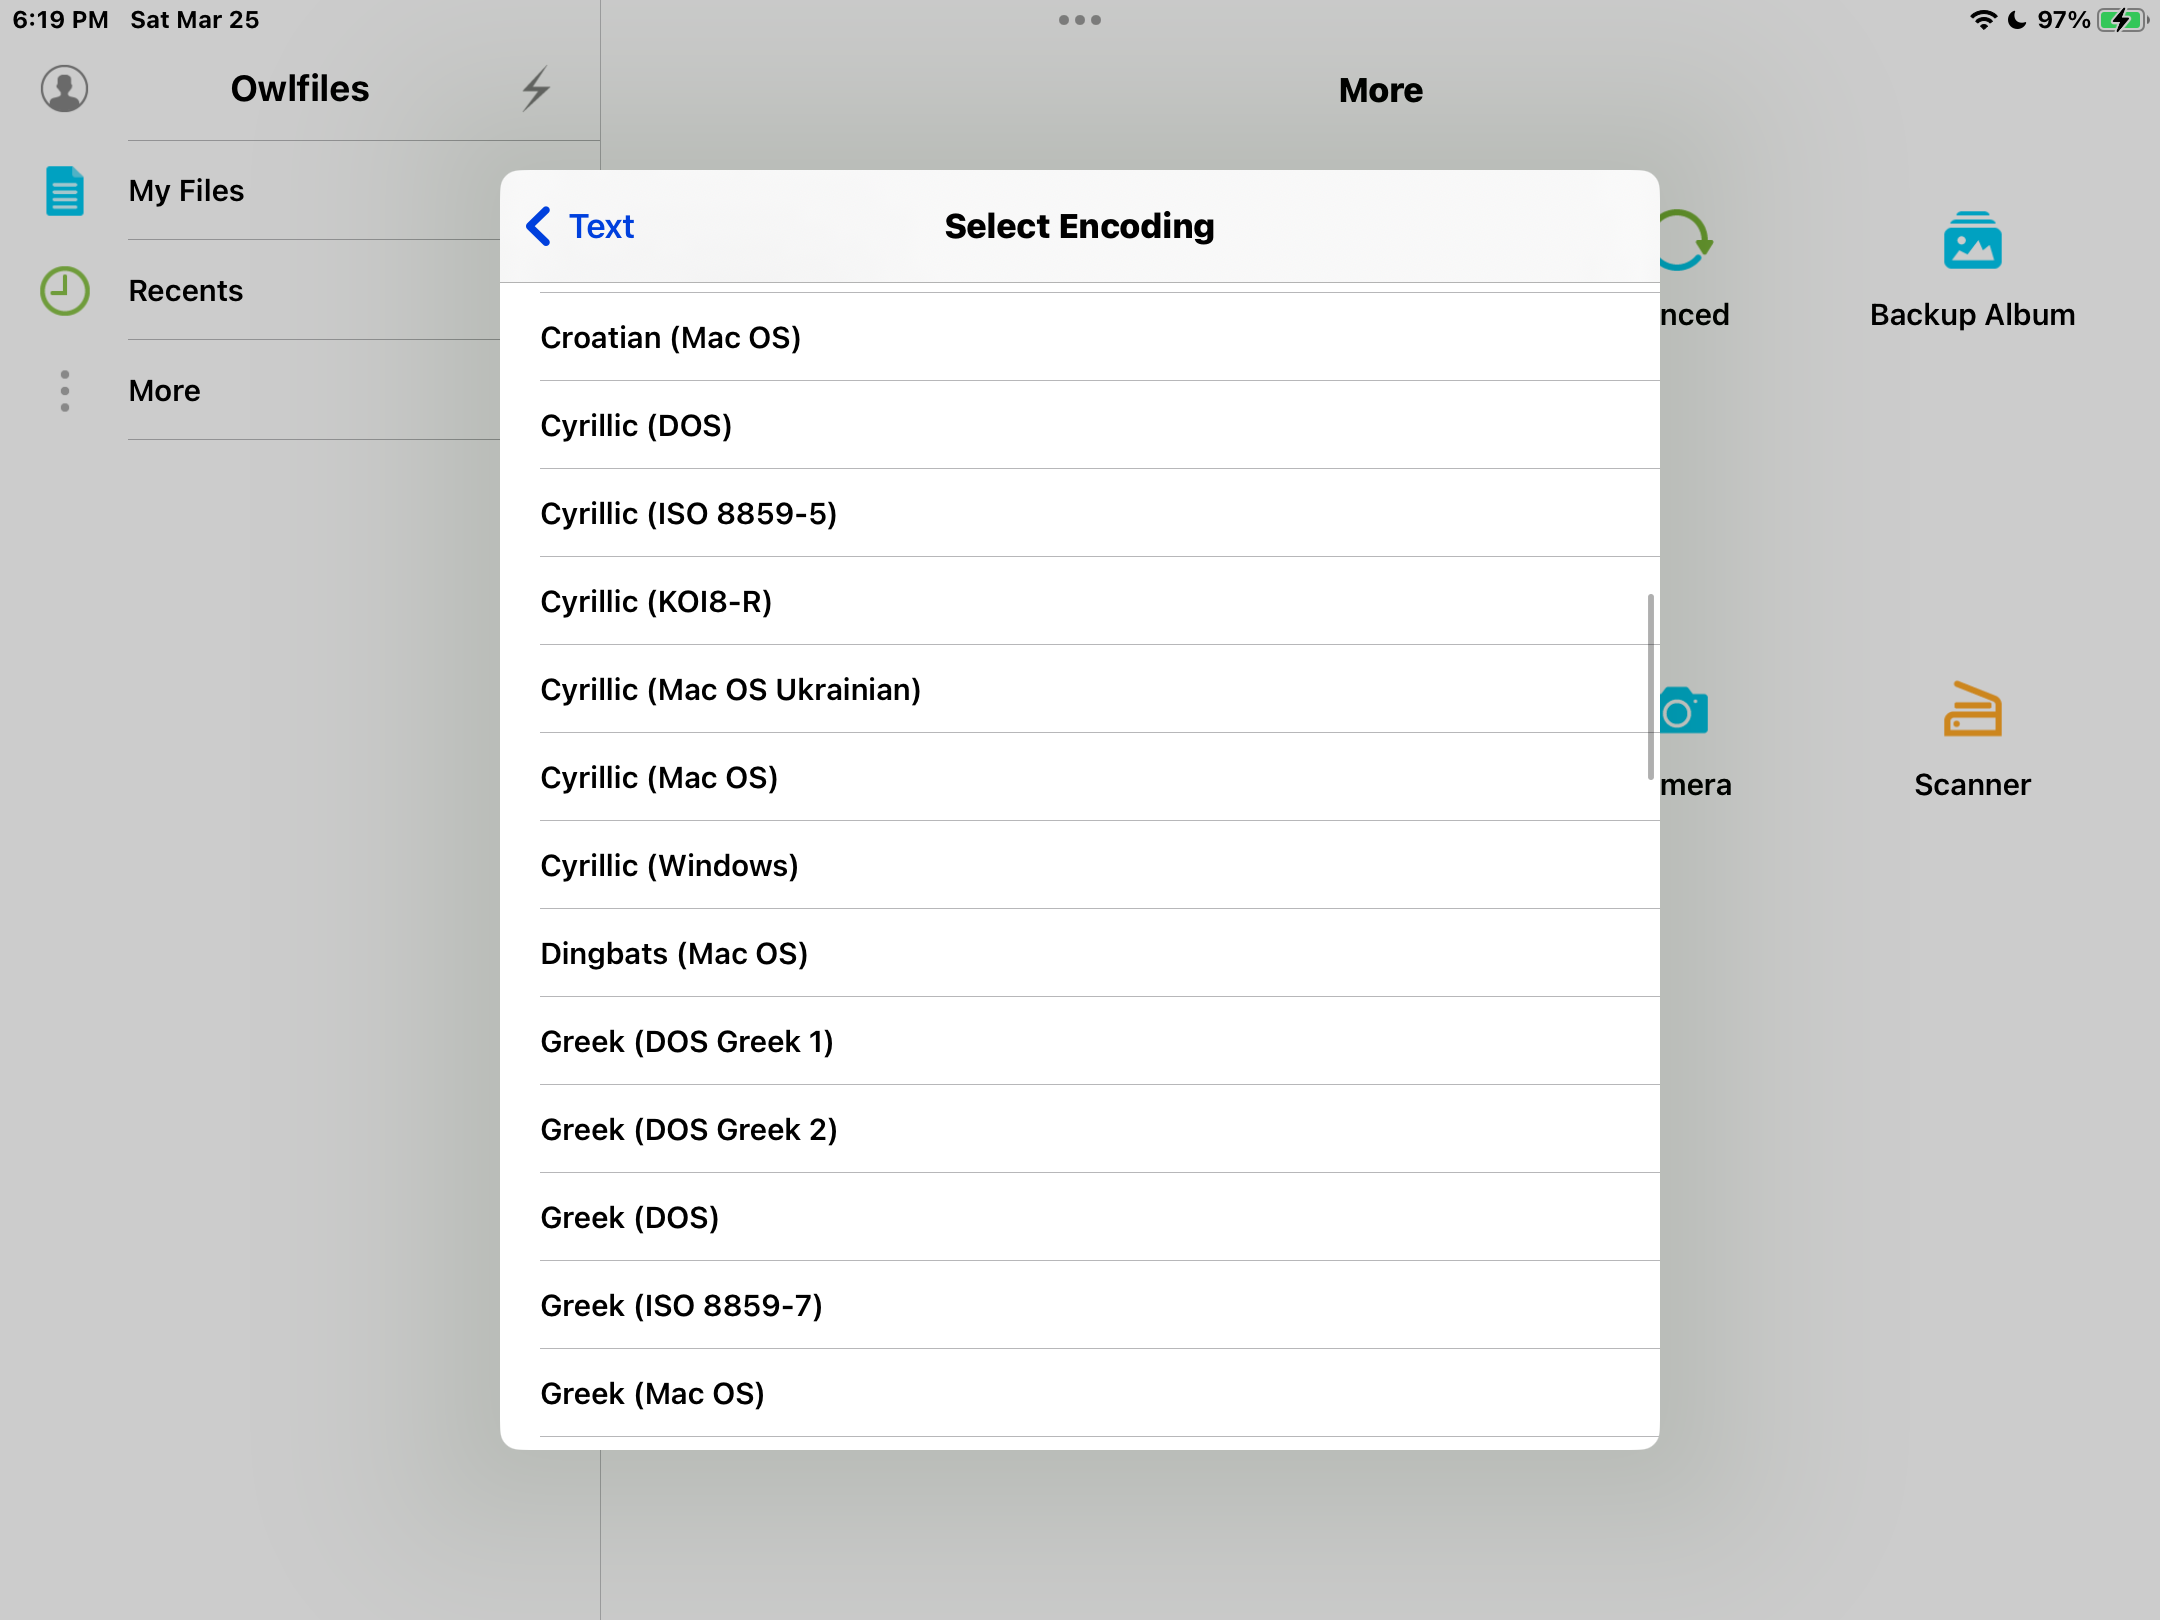 6:19 PM Sat Mar 25
97%
Owlfiles
More
My Files
Recents
More
Text
Select Encoding
Croatian (Mac OS)
Cyrillic (DOS)
Cyrillic (ISO 8859-5)
Cyrillic (KOI8-R)
Cyrillic (Mac OS Ukrainian)
Cyrillic (Mac OS)
Cyrillic (Windows)
Dingbats (Mac OS)
Greek (DOS Greek 1)
Greek (DOS Greek 2)
Greek (DOS)
Greek (ISO 8859-7)
Greek (Mac OS)
nced
Backup Album
mera
Scanner